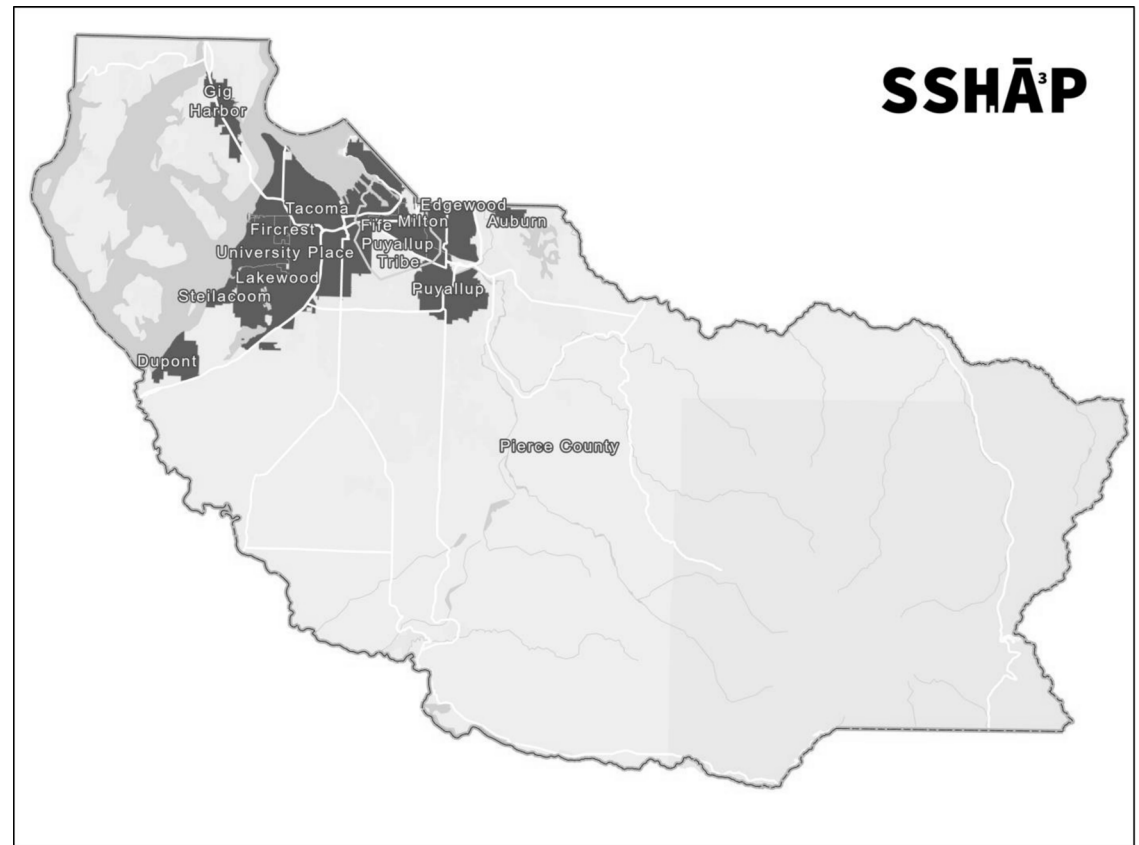 SSHĀ³P
Gig
Harbor
Tacoma
Edgewood
Auburn
Fife
Milton
Fircrest
Puyallup
Tribe
University Place
Lakewood
Steilacoom
Puyallup
Dupont
Pierce County